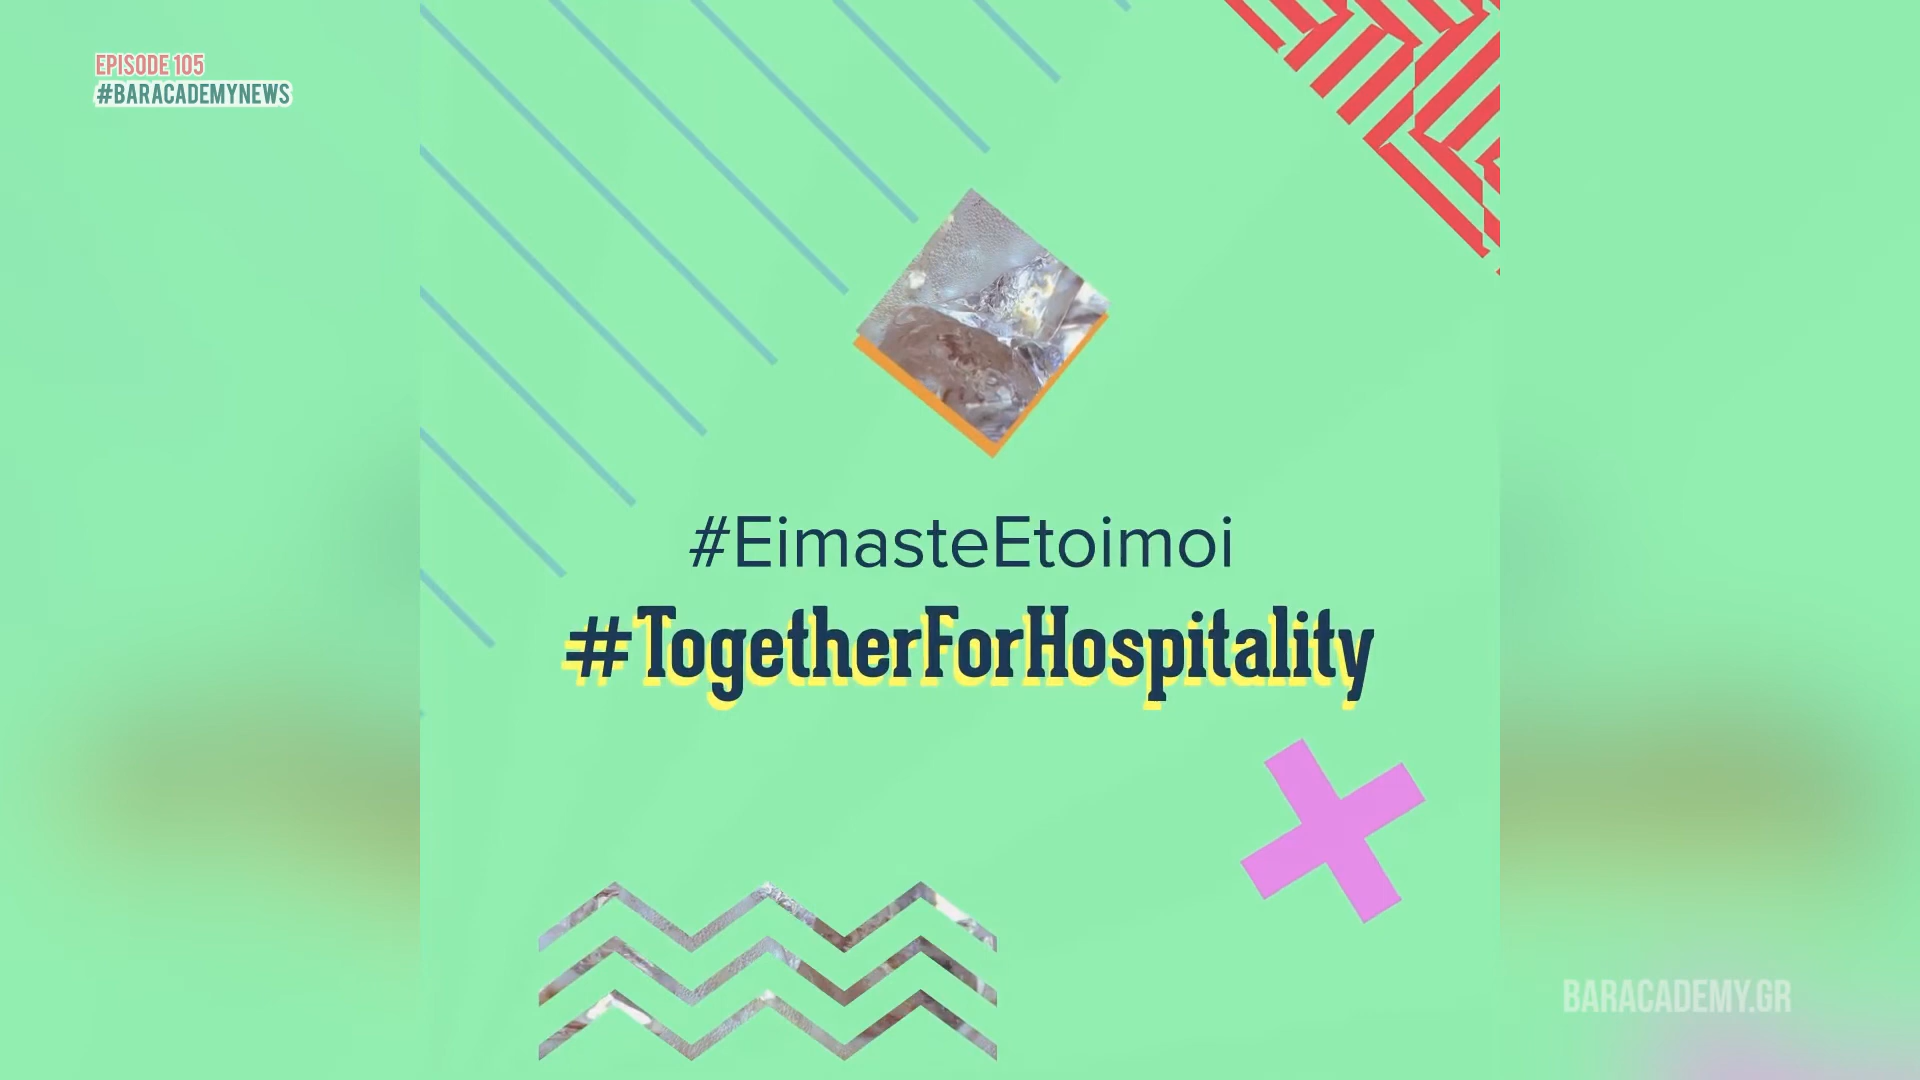 EPISODE 105
#BARACADEMYNEWS
#EimasteEtoimoi
#TogetherForHospitality
BARACADEMY.GR